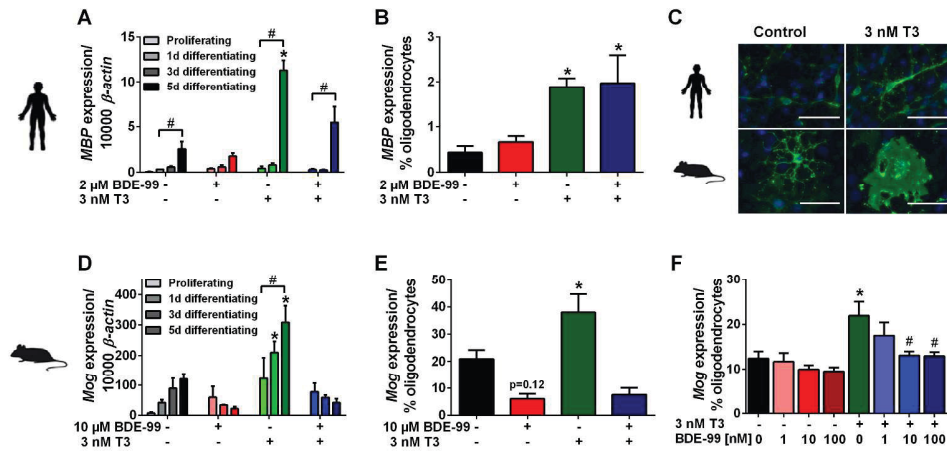 A
MBP expression/
10000 β-actin
15
10
5
0
Proliferating
1d differentiating
3d differentiating
5d differentiating
#
#
*
#
2 µM BDE-99 - + - +
3 nM T3 - - + +
B
MBP expression/
% oligodendrocytes
3
2
1
0
*
*
2 µM BDE-99 - + - +
3 nM T3 - - + +
C
Control 3 nM T3
D
Mog expression/
10000 β-actin
400
300
200
100
0
Proliferating
1d differentiating
3d differentiating
5d differentiating
#
*
*
10 µM BDE-99 - + - +
3 nM T3 - - + +
E
Mog expression/
% oligodendrocytes
60
40
20
0
p=0.12
*
10 µM BDE-99 - + - +
3 nM T3 - - + +
F
Mog expression/
% oligodendrocytes
30
20
10
0
*
#
#
3 nM T3 - - - - + + + +
BDE-99 [nM] 0 1 10 100 0 1 10 100